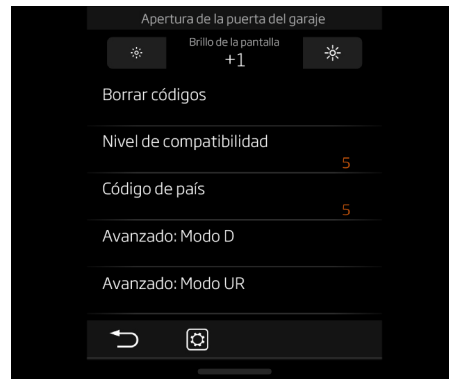 Apertura de la puerta del garaje
Brillo de la pantalla
+1
Borrar códigos
Nivel de compatibilidad
5
Código de país
5
Avanzado: Modo D
Avanzado: Modo UR